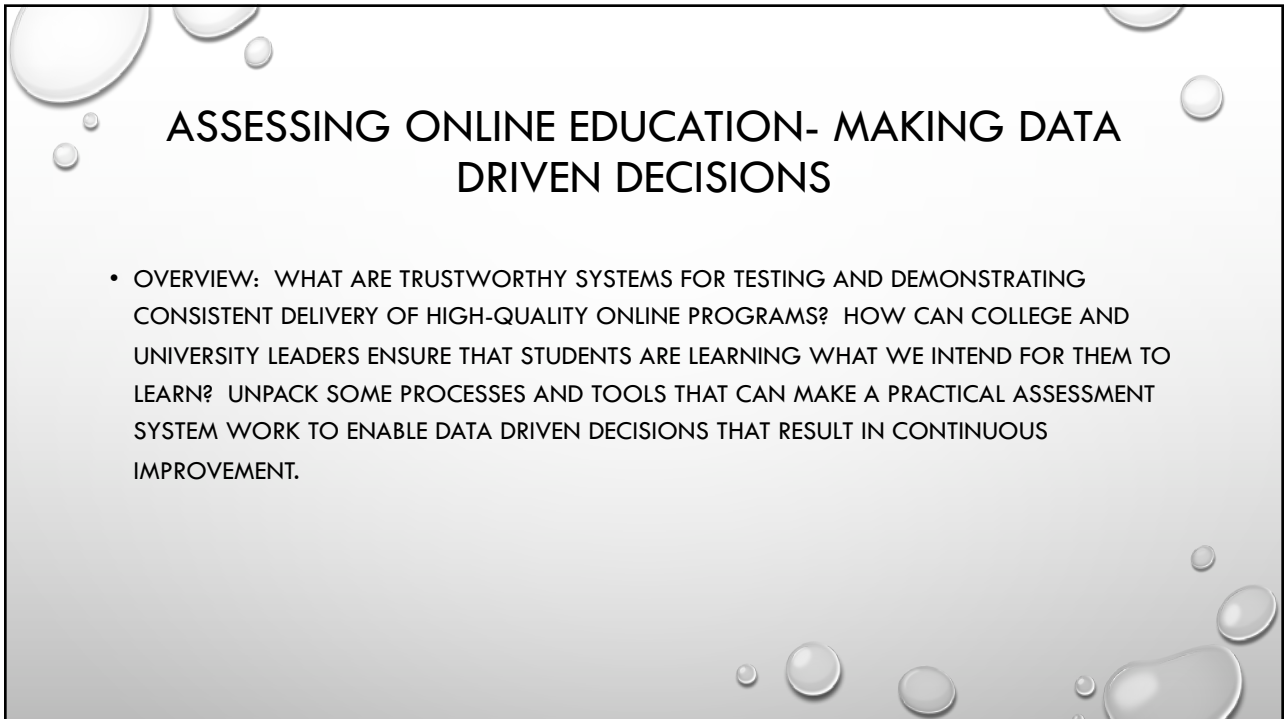 ASSESSING ONLINE EDUCATION- MAKING DATA
DRIVEN DECISIONS
• OVERVIEW:  WHAT ARE TRUSTWORTHY SYSTEMS FOR TESTING AND DEMONSTRATING
CONSISTENT DELIVERY OF HIGH-QUALITY ONLINE PROGRAMS?  HOW CAN COLLEGE AND
UNIVERSITY LEADERS ENSURE THAT STUDENTS ARE LEARNING WHAT WE INTEND FOR THEM TO
LEARN?  UNPACK SOME PROCESSES AND TOOLS THAT CAN MAKE A PRACTICAL ASSESSMENT
SYSTEM WORK TO ENABLE DATA DRIVEN DECISIONS THAT RESULT IN CONTINUOUS
IMPROVEMENT.